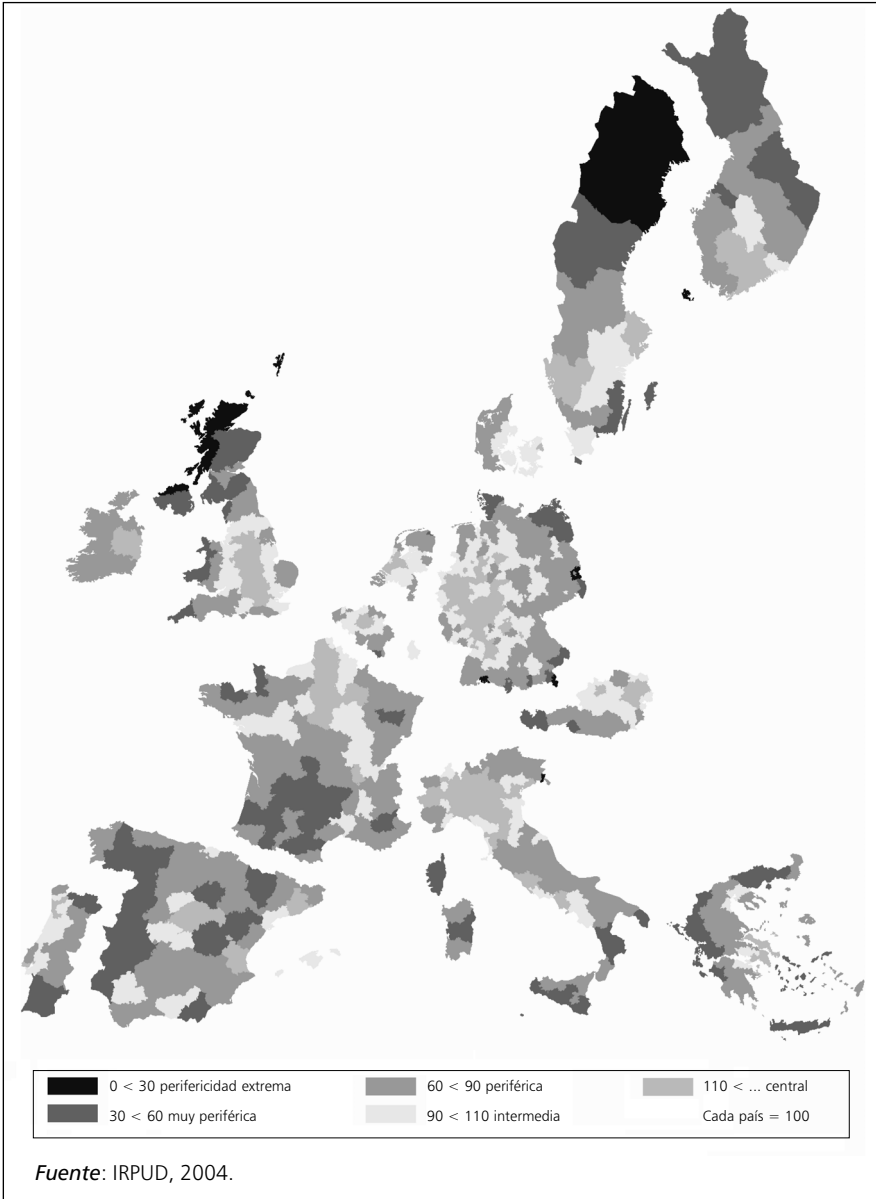 0 < 30 perifericidad extrema
60 < 90 periférica
110 < ... central
30 < 60 muy periférica
90 < 110 intermedia
Cada país = 100
Fuente: IRPUD, 2004.